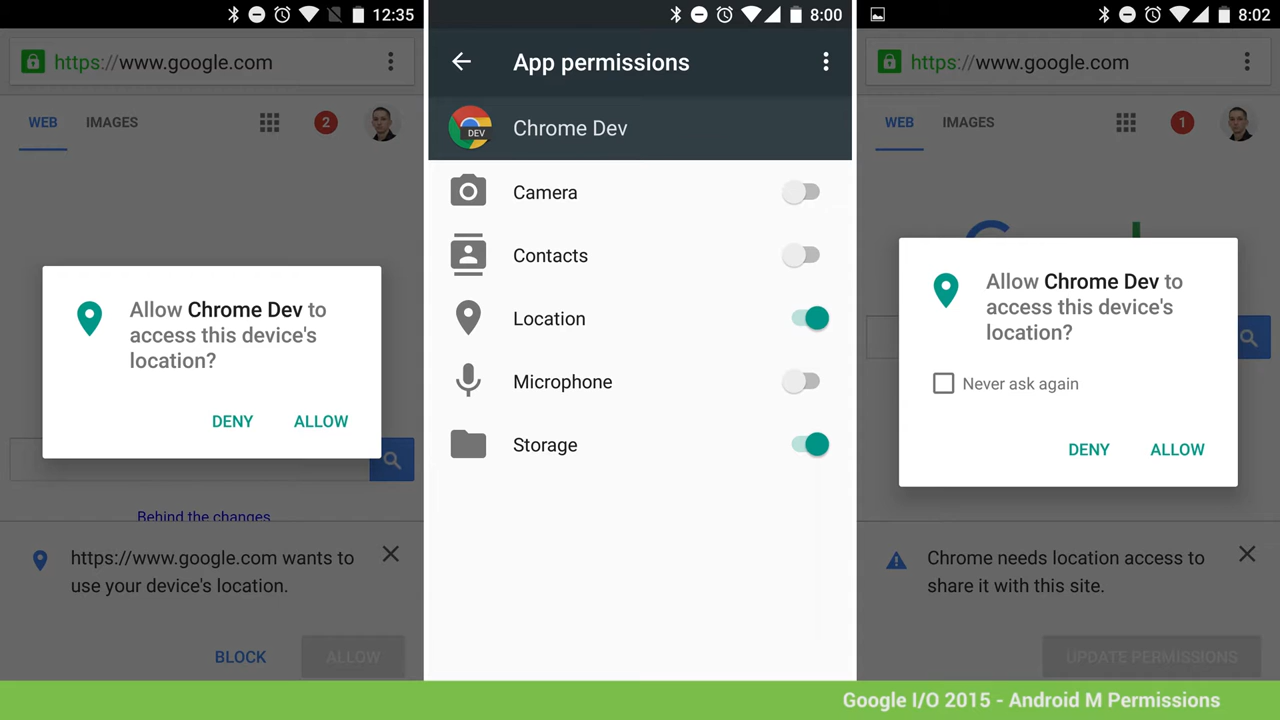 12:35
https://www.google.com
WEB IMAGES
2
Allow Chrome Dev to
access this device's
location?
DENY ALLOW
Behind the changes
https://www.google.com wants to
use your device's location.
BLOCK ALLOW
8:00
App permissions
DEV
Chrome Dev
Camera
Contacts
Location
Microphone
Storage
8:02
https://www.google.com
WEB IMAGES
1
Allow Chrome Dev to
access this device's
location?
Never ask again
DENY ALLOW
Chrome needs location access to
share it with this site.
UPDATE PERMISSIONS
Google I/O 2015 - Android M Permissions